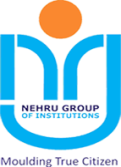 NEHRU GROUP
OF INSTITUTIONS
Moulding True Citizen